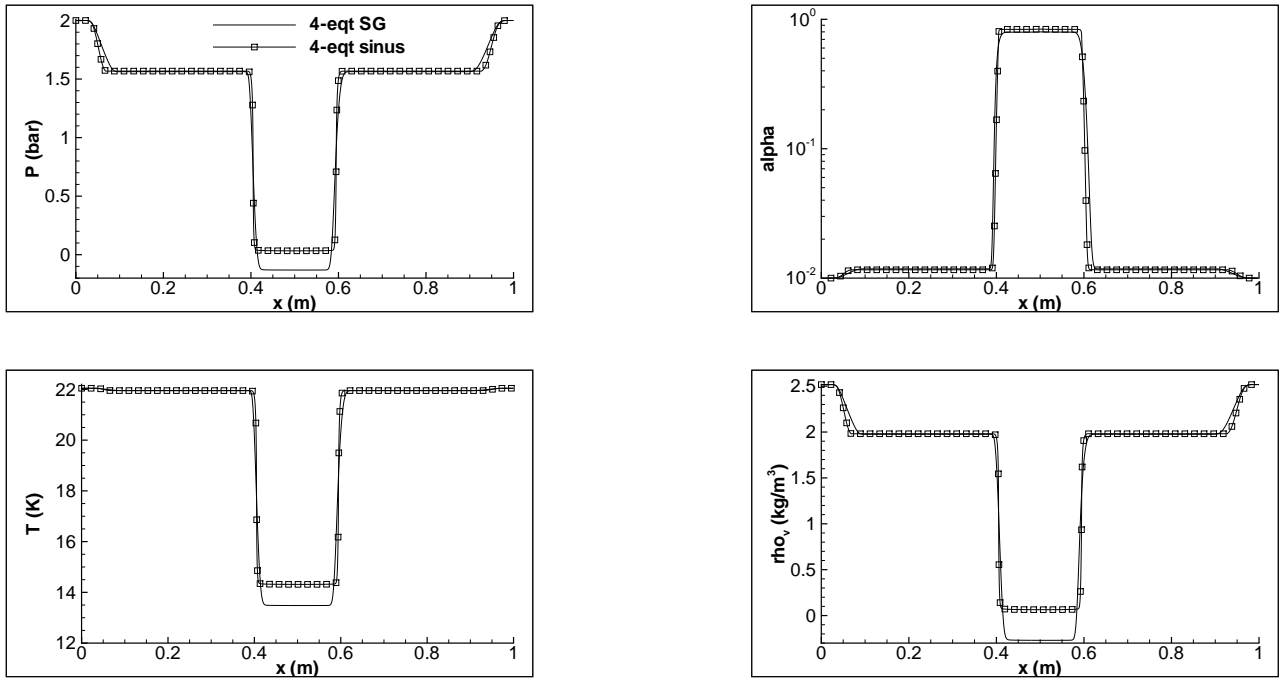 4-eqt SG
4-eqt sinus
P (bar)
2
1.5
1
0.5
0
0 0.2 0.4 0.6 0.8 1
x (m)
alpha
10^0
10^-1
10^-2
0 0.2 0.4 0.6 0.8 1
x (m)
T (K)
22
20
18
16
14
12
0 0.2 0.4 0.6 0.8 1
x (m)
rho_v (kg/m^3)
2.5
2
1.5
1
0.5
0
0 0.2 0.4 0.6 0.8 1
x (m)